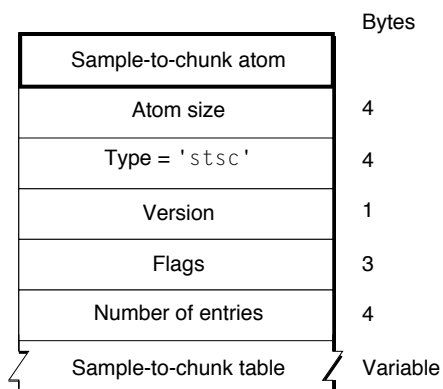 Bytes
Sample-to-chunk atom
Atom size 4
Type = 'stsc' 4
Version 1
Flags 3
Number of entries 4
Sample-to-chunk table Variable